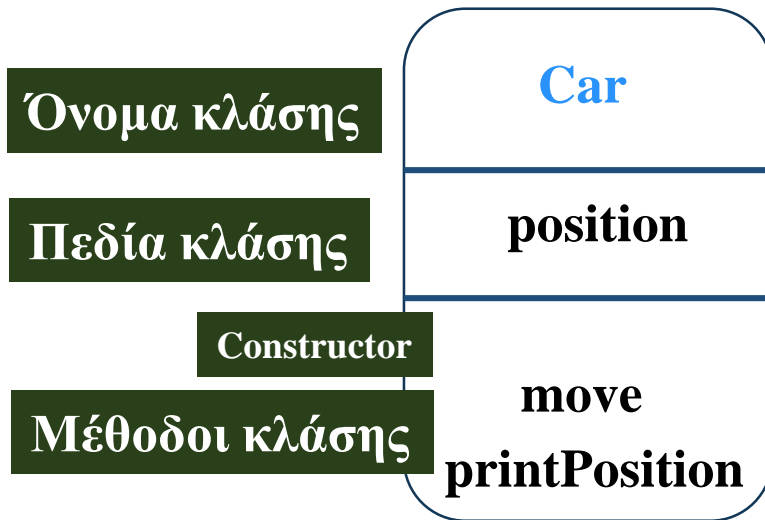 Όνομα κλάσης
Car
Πεδία κλάσης
position
Constructor
Μέθοδοι κλάσης
move
printPosition